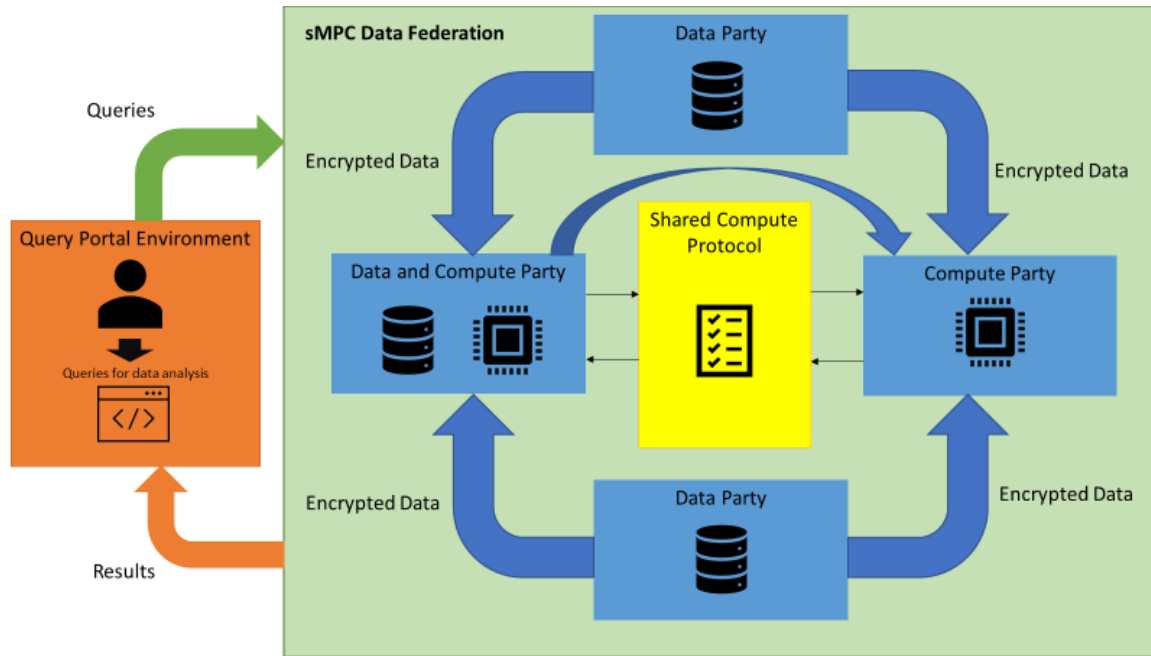 sMPC Data Federation
Data Party
Queries
Encrypted Data
Encrypted Data
Query Portal Environment
Queries for data analysis
</>
Shared Compute
Protocol
Data and Compute Party
Compute Party
Encrypted Data
Data Party
Encrypted Data
Results